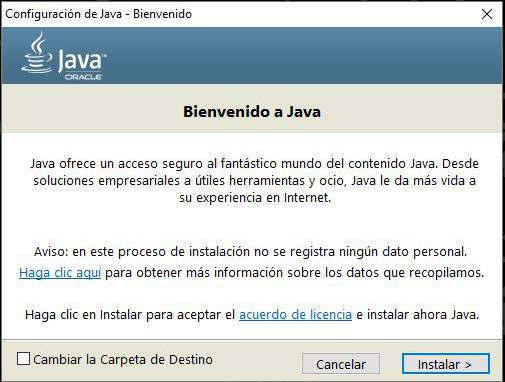 Configuración de Java - Bienvenido
Java™
ORACLE
Bienvenido a Java
Java ofrece un acceso seguro al fantástico mundo del contenido Java. Desde
soluciones empresariales a útiles herramientas y ocio, Java le da más vida a
su experiencia en Internet.
Aviso: en este proceso de instalación no se registra ningún dato personal.
Haga clic aquí para obtener más información sobre los datos que recopilamos.
Haga clic en Instalar para aceptar el acuerdo de licencia e instalar ahora Java.
Cambiar la Carpeta de Destino
Cancelar
Instalar >